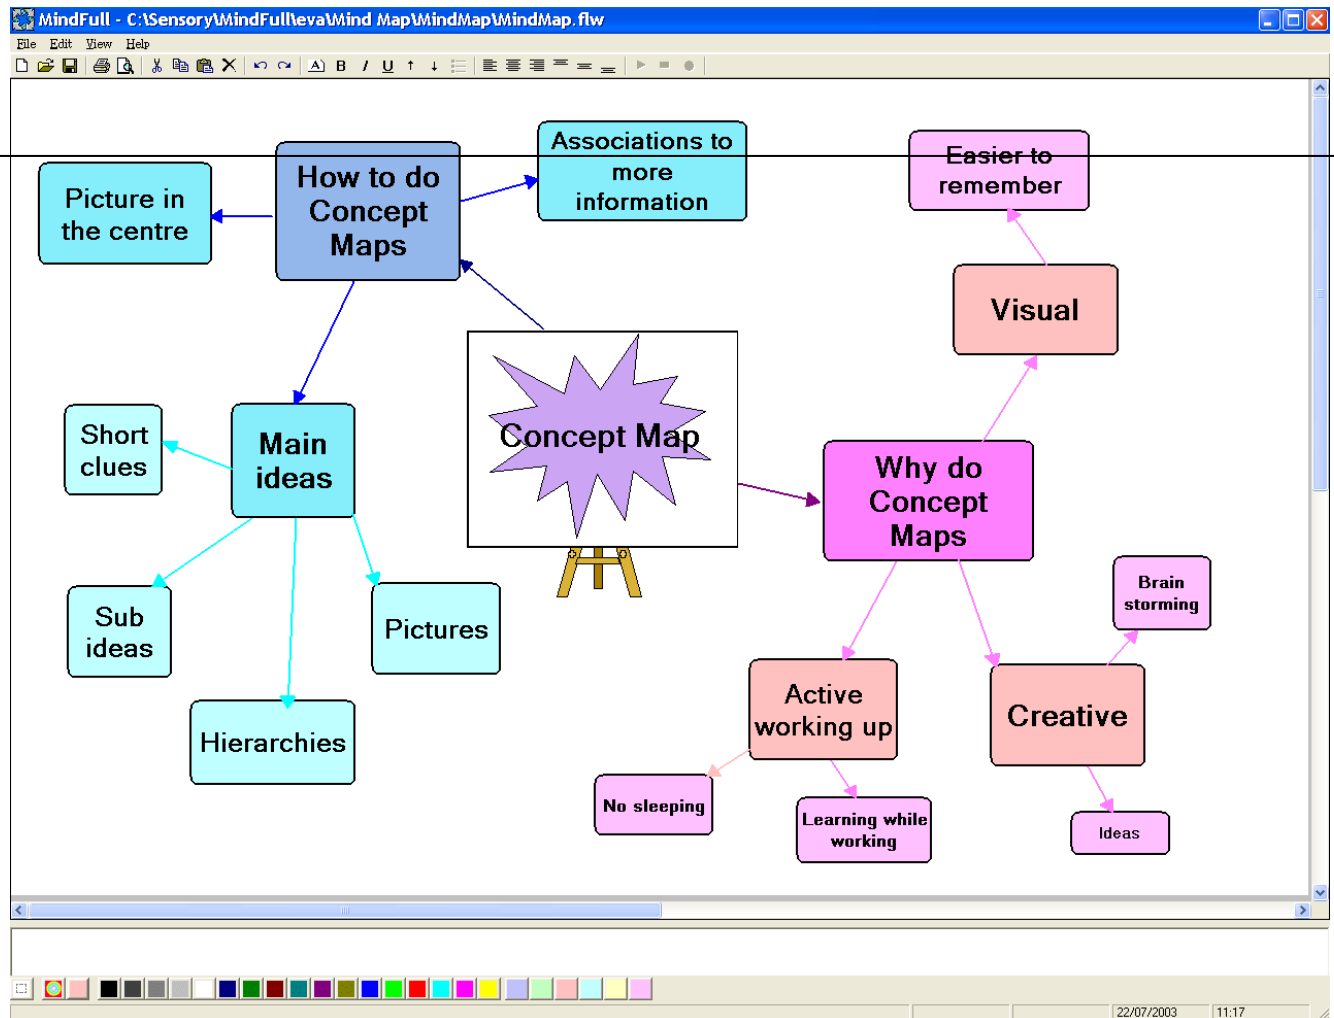 MindFull - C:\Sensory\MindFull\eva\Mind Map\MindMap\MindMap.flw
File Edit View Help
Associations to
more
information
Easier to
remember
How to do
Concept
Maps
Picture in
the centre
Visual
Concept Map
Short
clues
Main
ideas
Why do
Concept
Maps
Brain
storming
Sub
ideas
Pictures
Active
working up
Creative
Hierarchies
No sleeping
Learning while
working
Ideas
22/07/2003 11:17